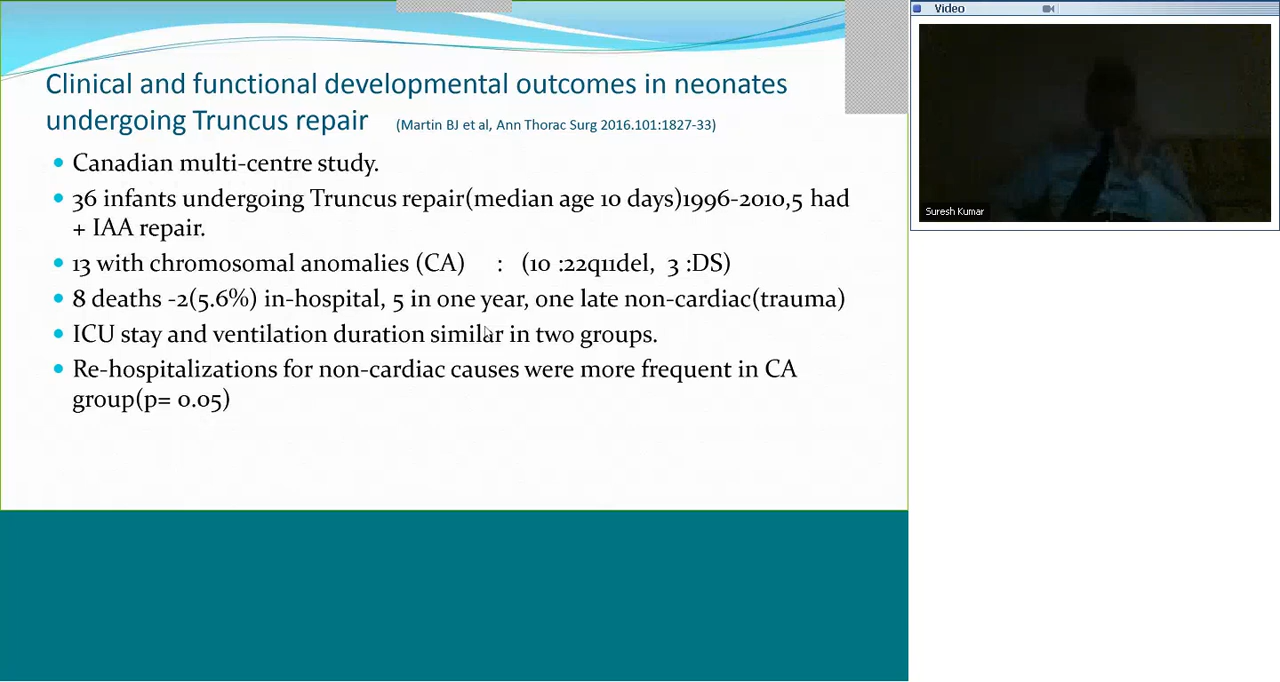 Clinical and functional developmental outcomes in neonates
undergoing Truncus repair (Martin BJ et al, Ann Thorac Surg 2016.101:1827-33)
Canadian multi-centre study.
36 infants undergoing Truncus repair(median age 10 days)1996-2010,5 had
+ IAA repair.
13 with chromosomal anomalies (CA) : (10 :22q11del, 3 :DS)
8 deaths -2(5.6%) in-hospital, 5 in one year, one late non-cardiac(trauma)
ICU stay and ventilation duration similar in two groups.
Re-hospitalizations for non-cardiac causes were more frequent in CA
group(p= 0.05)
Video
Suresh Kumar